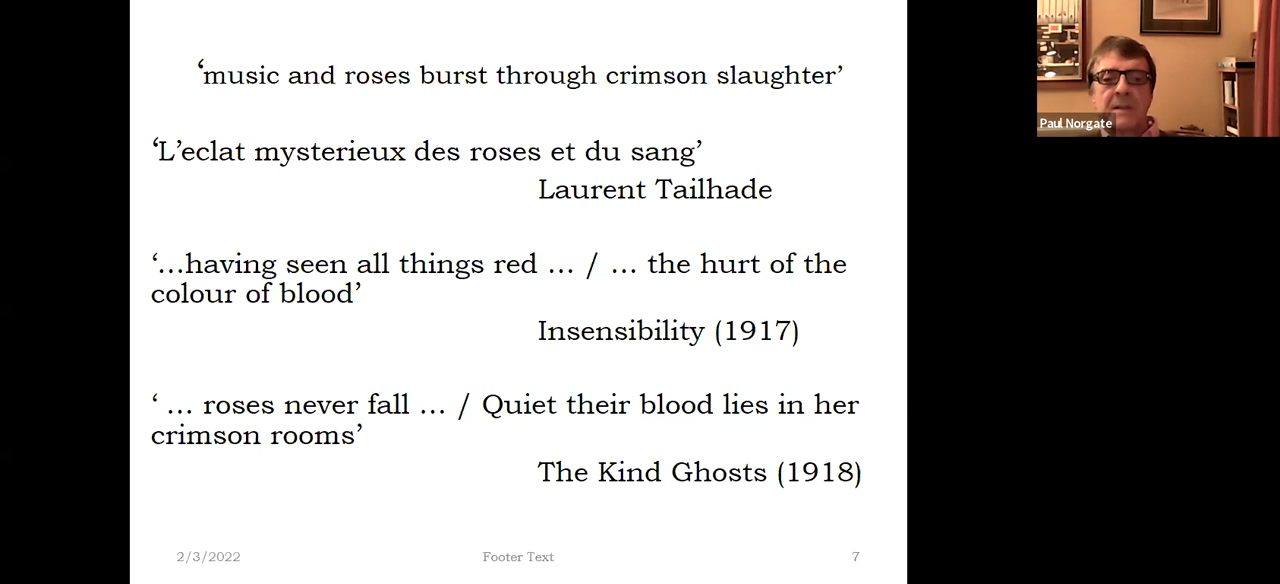 ‘music and roses burst through crimson slaughter’
‘L’eclat mysterieux des roses et du sang’
Laurent Tailhade
‘...having seen all things red ... / ... the hurt of the
colour of blood’
Insensibility (1917)
‘ ... roses never fall ... / Quiet their blood lies in her
crimson rooms’
The Kind Ghosts (1918)
2/3/2022
Footer Text
7
Paul Norgate